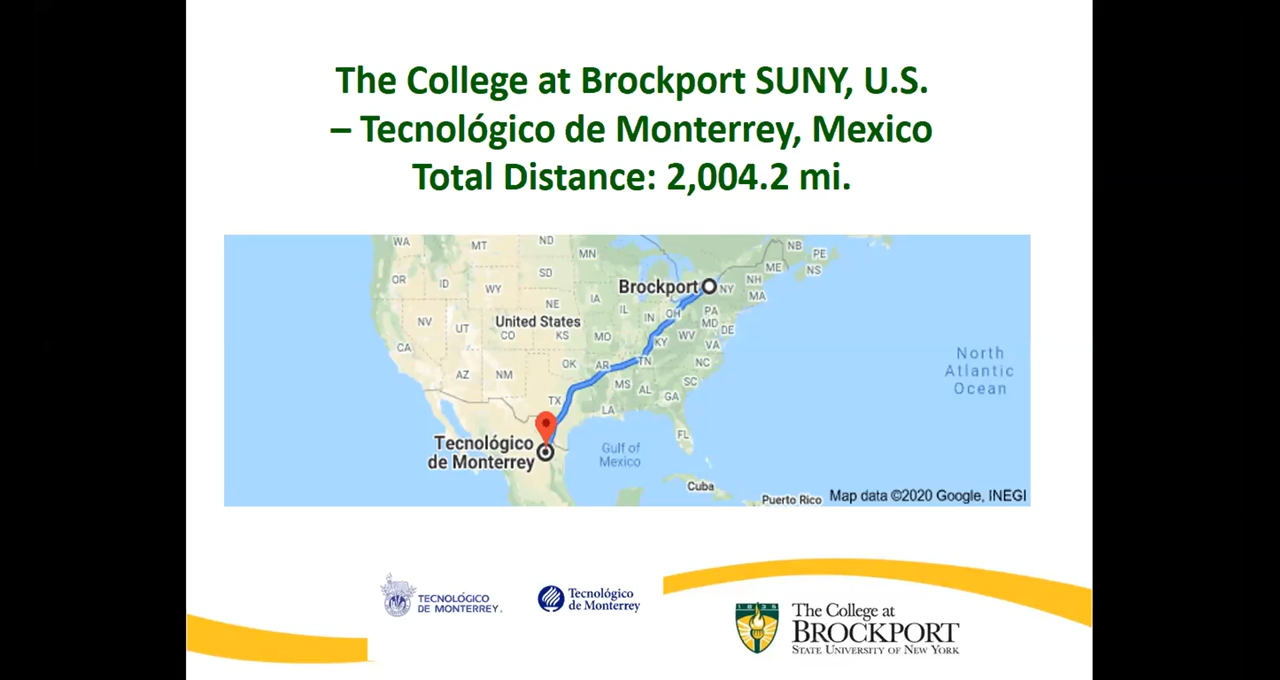 The College at Brockport SUNY, U.S.
– Tecnológico de Monterrey, Mexico
Total Distance: 2,004.2 mi.
WA
MT
ND
MN
NB
PE
ME
NS
OR
ID
SD
WY
Brockport
NY
NH
MA
IA
NE
IL
IN
OH
PA
MD
DE
NV
UT
United States
CO
KS
MO
KY
WV
VA
CA
AZ
NM
OK
AR
TN
NC
MS
AL
SC
GA
TX
LA
FL
North
Atlantic
Ocean
Tecnológico
de Monterrey
Gulf of
Mexico
Cuba
Puerto Rico
Map data ©2020 Google, INEGI
TECNOLÓGICO
DE MONTERREY.
Tecnológico
de Monterrey
1835
The College at
BROCKPORT
STATE UNIVERSITY OF NEW YORK